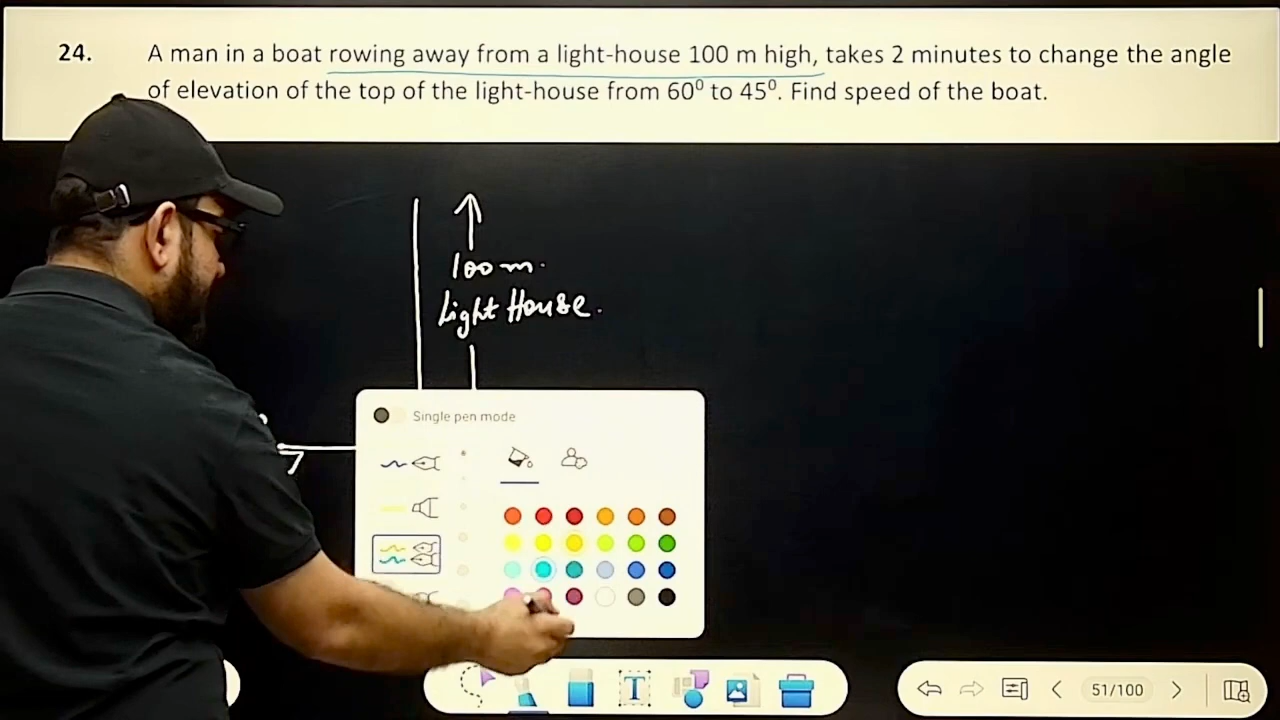 24. A man in a boat rowing away from a light-house 100 m high, takes 2 minutes to change the angle
of elevation of the top of the light-house from 60⁰ to 45⁰. Find speed of the boat.
100 m.
Light House.
Single pen mode
T
51/100